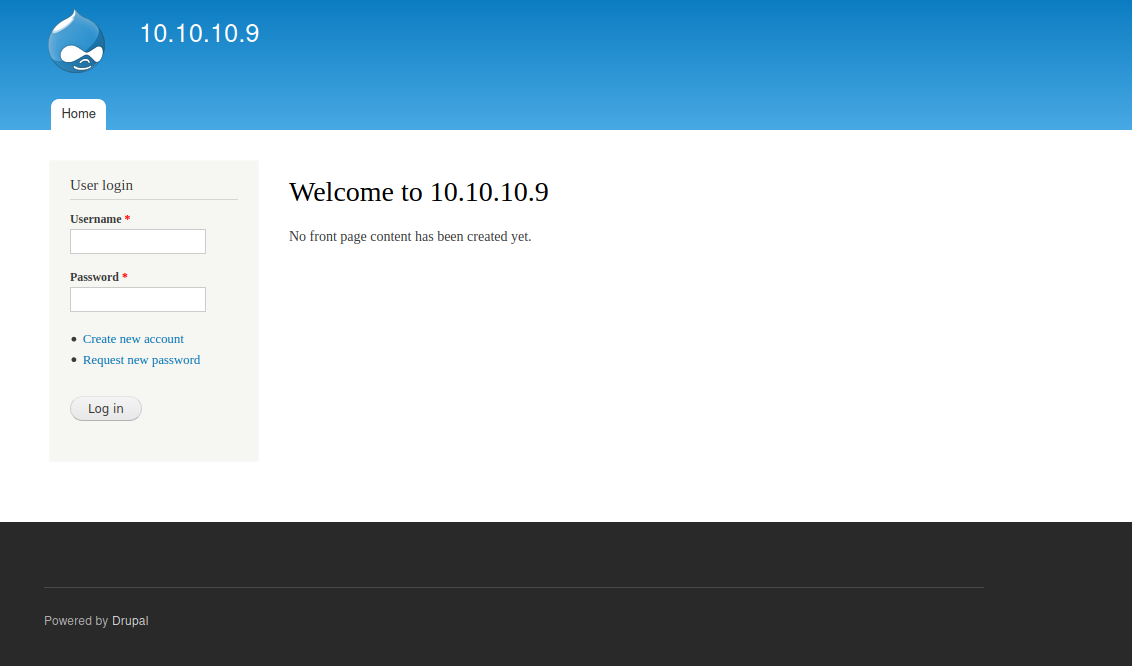 10.10.10.9
Home
User login
Username *
Password *
Create new account
Request new password
Log in
Welcome to 10.10.10.9
No front page content has been created yet.
Powered by Drupal